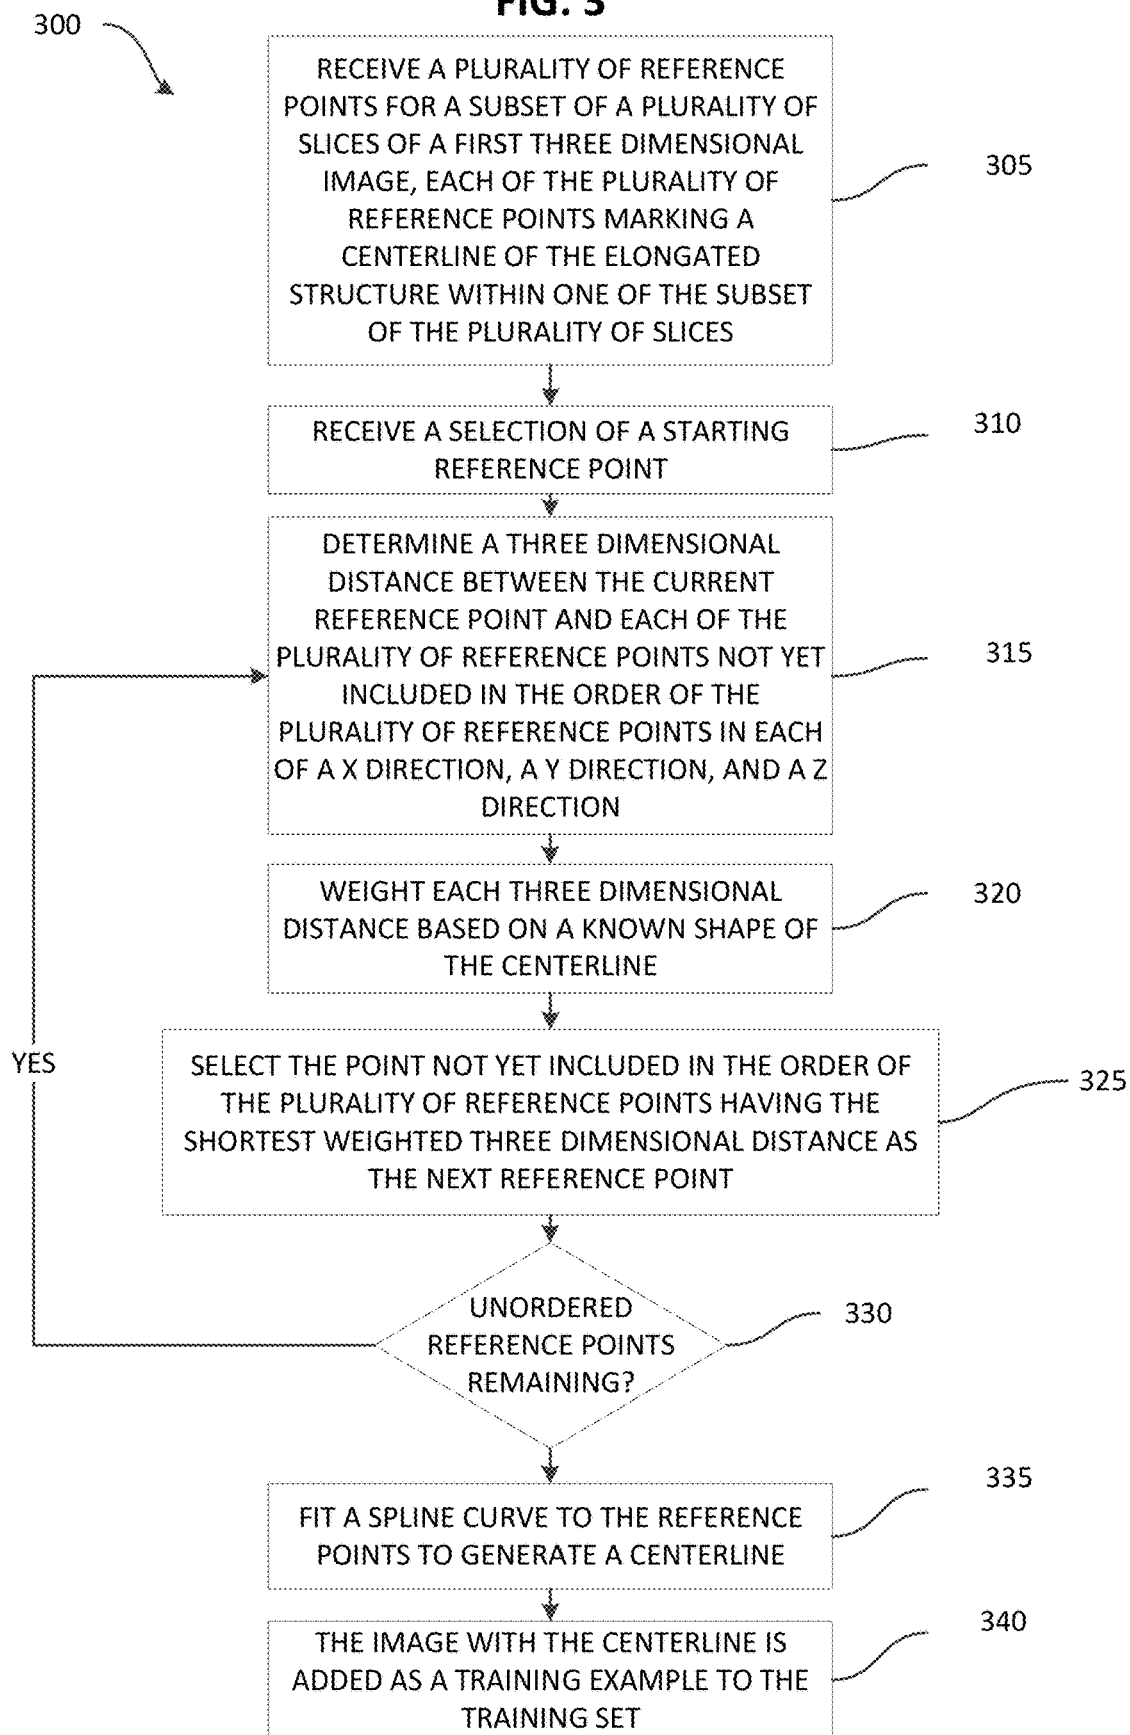 FIG. 3
300
RECEIVE A PLURALITY OF REFERENCE
POINTS FOR A SUBSET OF A PLURALITY OF
SLICES OF A FIRST THREE DIMENSIONAL
IMAGE, EACH OF THE PLURALITY OF
REFERENCE POINTS MARKING A
CENTERLINE OF THE ELONGATED
STRUCTURE WITHIN ONE OF THE SUBSET
OF THE PLURALITY OF SLICES
305
RECEIVE A SELECTION OF A STARTING
REFERENCE POINT
310
DETERMINE A THREE DIMENSIONAL
DISTANCE BETWEEN THE CURRENT
REFERENCE POINT AND EACH OF THE
PLURALITY OF REFERENCE POINTS NOT YET
INCLUDED IN THE ORDER OF THE
PLURALITY OF REFERENCE POINTS IN EACH
OF A X DIRECTION, A Y DIRECTION, AND A Z
DIRECTION
315
WEIGHT EACH THREE DIMENSIONAL
DISTANCE BASED ON A KNOWN SHAPE OF
THE CENTERLINE
320
YES
SELECT THE POINT NOT YET INCLUDED IN THE ORDER OF
THE PLURALITY OF REFERENCE POINTS HAVING THE
SHORTEST WEIGHTED THREE DIMENSIONAL DISTANCE AS
THE NEXT REFERENCE POINT
325
UNORDERED
REFERENCE POINTS
REMAINING?
330
FIT A SPLINE CURVE TO THE REFERENCE
POINTS TO GENERATE A CENTERLINE
335
THE IMAGE WITH THE CENTERLINE IS
ADDED AS A TRAINING EXAMPLE TO THE
TRAINING SET
340